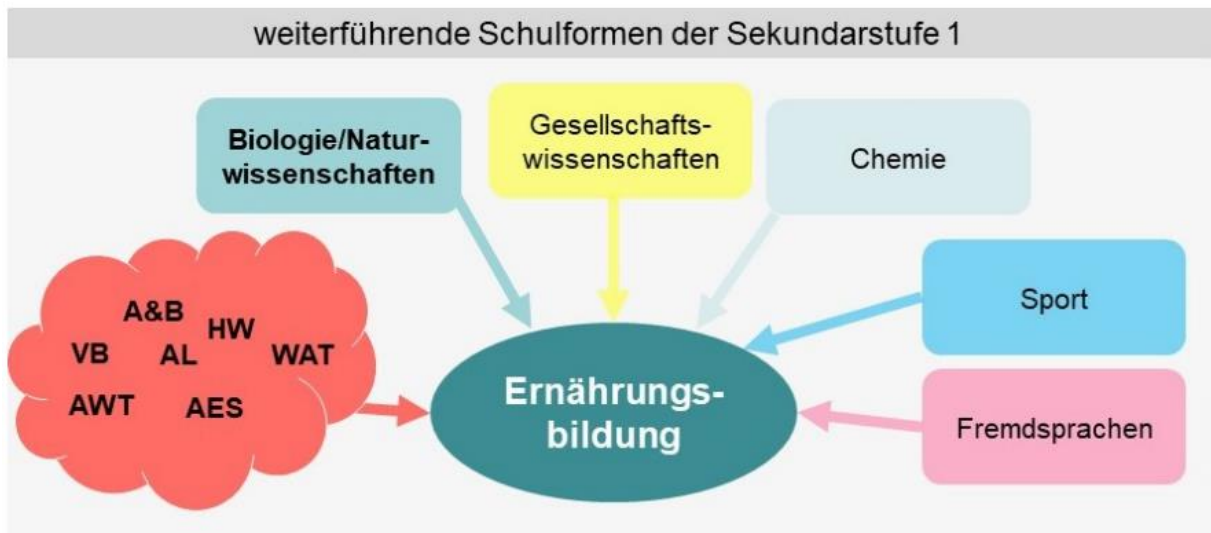 weiterführende Schulformen der Sekundarstufe 1
Biologie/Natur-
wissenschaften
Gesellschafts-
wissenschaften
Chemie
A&B
HW
VB
AL
WAT
AWT
AES
Sport
Ernährungs-
bildung
Fremdsprachen